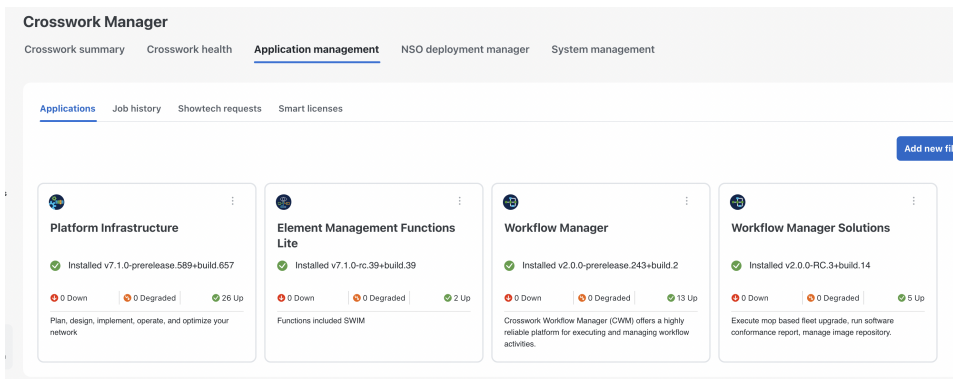 Crosswork Manager
Crosswork summary Crosswork health Application management NSO deployment manager System management
Applications Job history Showtech requests Smart licenses
Add new fil
Platform Infrastructure
Installed v7.1.0-prerelease.589+build.657
0 Down 0 Degraded 26 Up
Plan, design, implement, operate, and optimize your
network
Element Management Functions
Lite
Installed v7.1.0-rc.39+build.39
0 Down 0 Degraded 2 Up
Functions included SWIM
Workflow Manager
Installed v2.0.0-prerelease.243+build.2
0 Down 0 Degraded 13 Up
Crosswork Workflow Manager (CWM) offers a highly
reliable platform for executing and managing workflow
activities.
Workflow Manager Solutions
Installed v2.0.0-RC.3+build.14
0 Down 0 Degraded 5 Up
Execute mop based fleet upgrade, run software
conformance report, manage image repository.